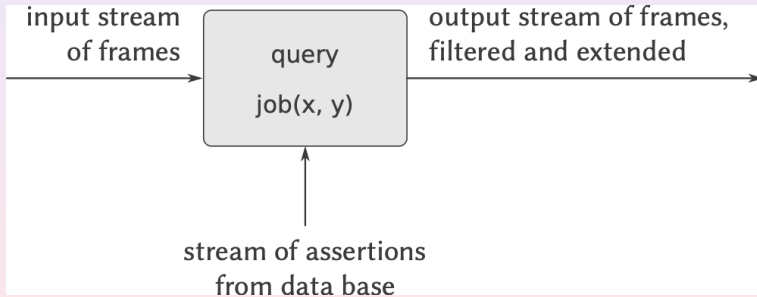 input stream
of frames
query
job(x, y)
output stream of frames,
filtered and extended
stream of assertions
from data base